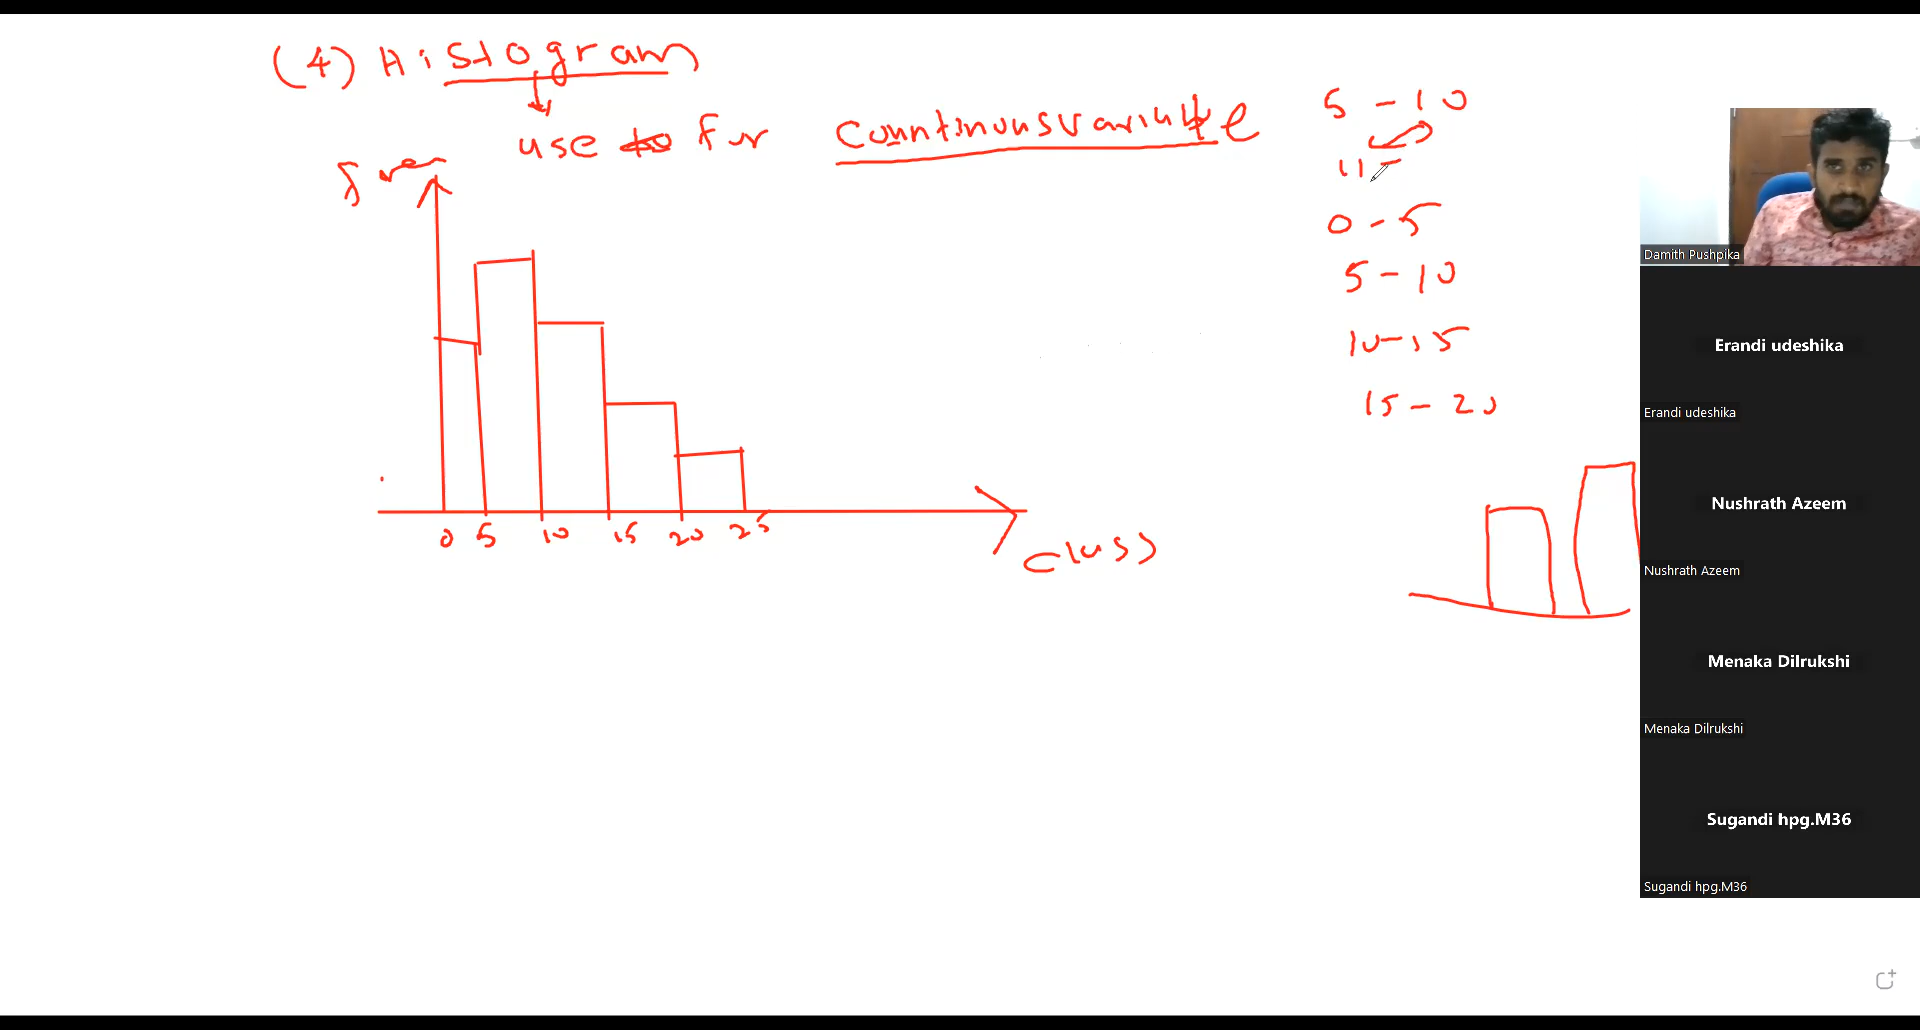 (4) Histogram
use for continuous variable
freq
5 - 10
11 -
0 - 5
5 - 10
10 - 15
15 - 20
0 5 10 15 20 25
class
Damith Pushpika
Erandi udeshika
Erandi udeshika
Nushrath Azeem
Nushrath Azeem
Menaka Dilrukshi
Menaka Dilrukshi
Sugandi hpg.M36
Sugandi hpg.M36